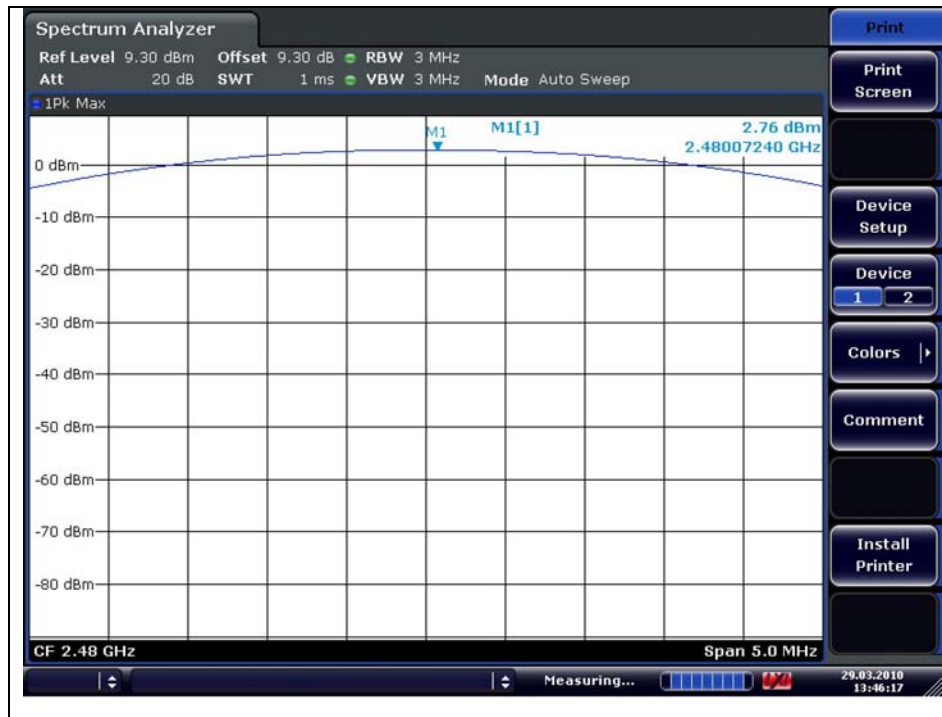 Spectrum Analyzer
Ref Level 9.30 dBm Offset 9.30 dB RBW 3 MHz
Att 20 dB SWT 1 ms VBW 3 MHz Mode Auto Sweep
1Pk Max
M1 M1[1] 2.76 dBm
2.48007240 GHz
0 dBm
-10 dBm
-20 dBm
-30 dBm
-40 dBm
-50 dBm
-60 dBm
-70 dBm
-80 dBm
CF 2.48 GHz Span 5.0 MHz
Measuring...
29.03.2010
13:46:17
Print
Print
Screen
Device
Setup
Device
1 2
Colors
Comment
Install
Printer